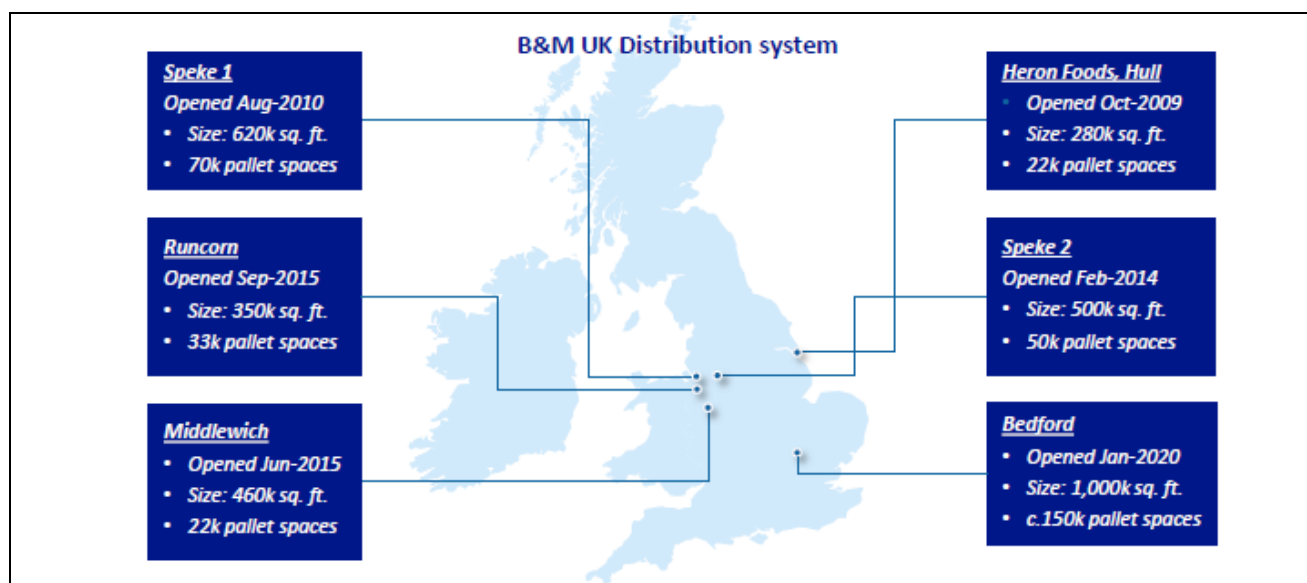 B&M UK Distribution system
Speke 1
Opened Aug-2010
• Size: 620k sq. ft.
• 70k pallet spaces
Runcorn
Opened Sep-2015
• Size: 350k sq. ft.
• 33k pallet spaces
Middlewich
• Opened Jun-2015
• Size: 460k sq. ft.
• 22k pallet spaces
Heron Foods, Hull
• Opened Oct-2009
• Size: 280k sq. ft.
• 22k pallet spaces
Speke 2
Opened Feb-2014
• Size: 500k sq. ft.
• 50k pallet spaces
Bedford
• Opened Jan-2020
• Size: 1,000k sq. ft.
• c.150k pallet spaces